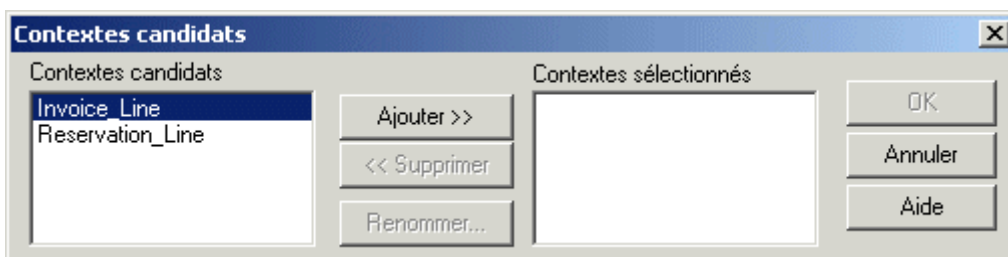 Contextes candidats
Contextes candidats
Invoice_Line
Reservation_Line
Ajouter >>
<< Supprimer
Renommer...
Contextes sélectionnés
OK
Annuler
Aide